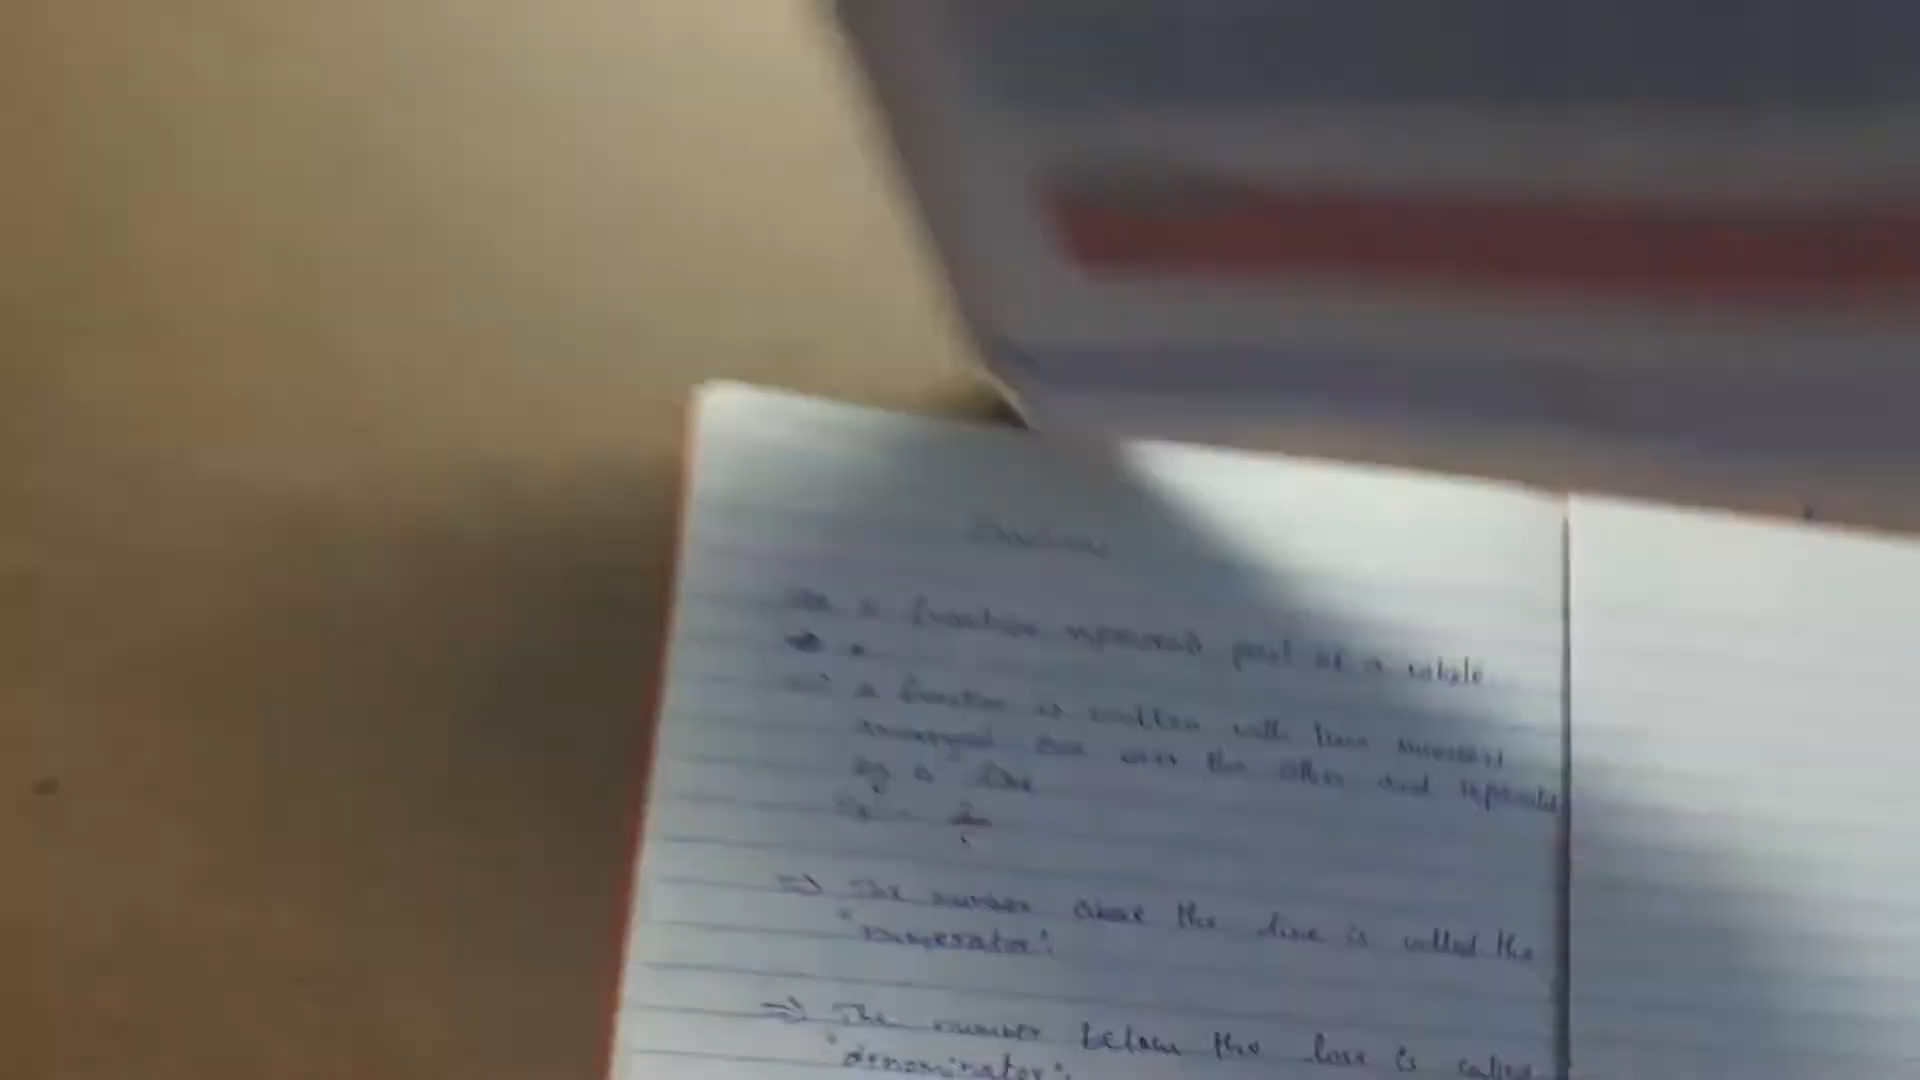 a fraction represents part of a whole
a fraction is written with two numbers
arranged one over the other and
by a line
=> The number above the line is called the
"numerator".
=> The number below the line is called
"denominator".